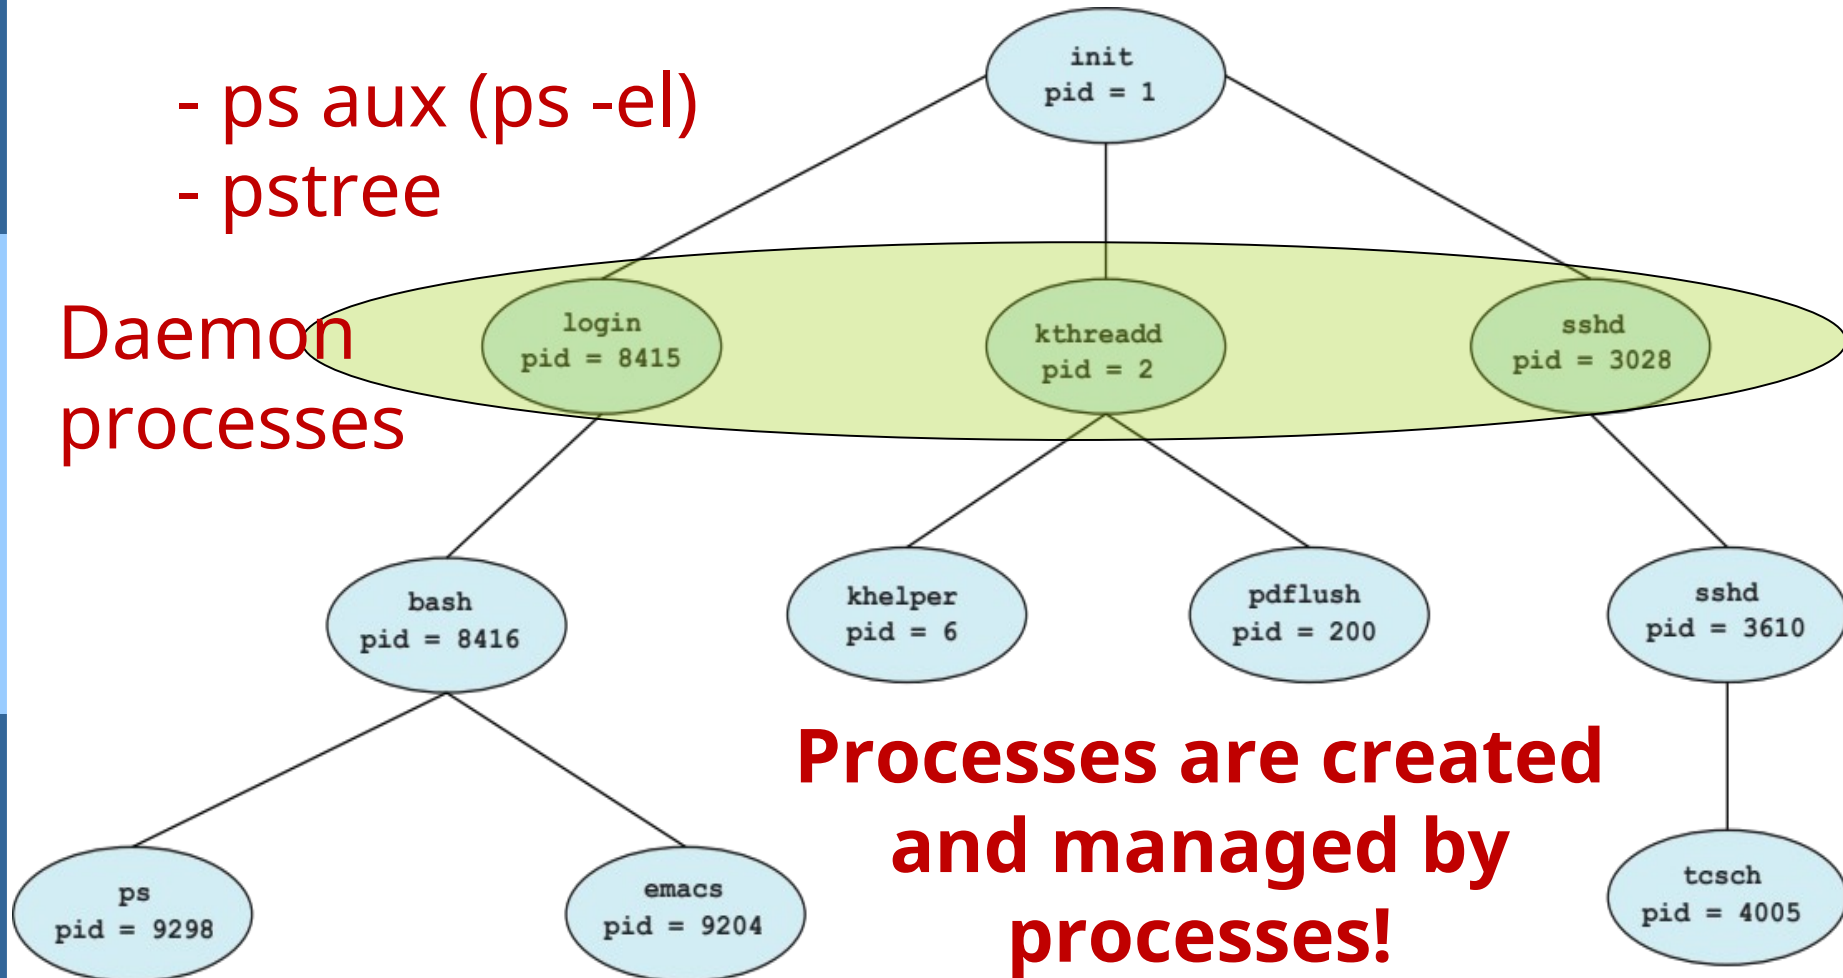 init
pid = 1
- ps aux (ps -el)
- pstree
Daemon
processes
login
pid = 8415
kthreadd
pid = 2
sshd
pid = 3028
bash
pid = 8416
khelper
pid = 6
pdflush
pid = 200
sshd
pid = 3610
Processes are created
and managed by
processes!
ps
pid = 9298
emacs
pid = 9204
tcsch
pid = 4005